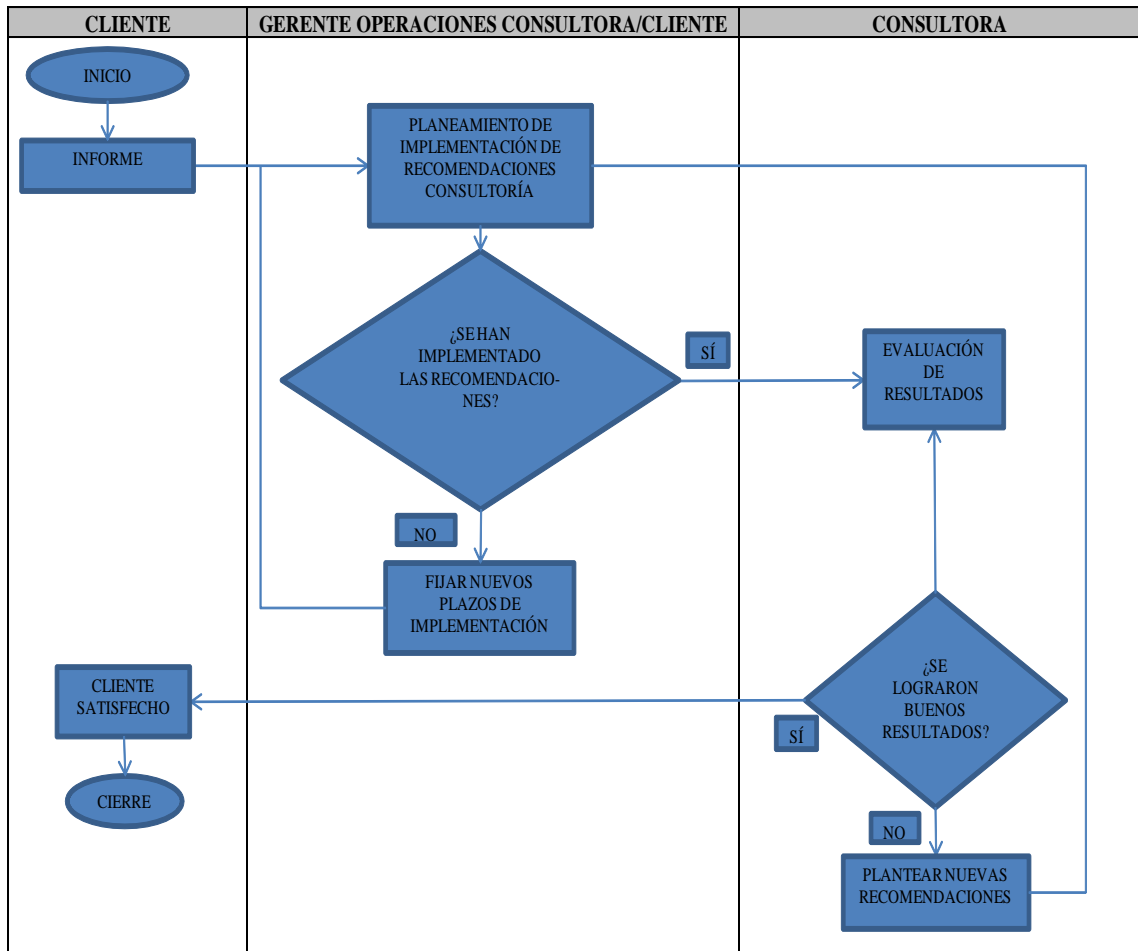 CLIENTE
GERENTE OPERACIONES CONSULTORA/CLIENTE
CONSULTORA
INICIO
INFORME
PLANEAMIENTO DE
IMPLEMENTACIÓN DE
RECOMENDACIONES
CONSULTORÍA
¿SE HAN
IMPLEMENTADO
LAS RECOMENDACIO-
NES?
SÍ
EVALUACIÓN
DE
RESULTADOS
NO
FIJAR NUEVOS
PLAZOS DE
IMPLEMENTACIÓN
¿SE
LOGRARON
BUENOS
RESULTADOS?
SÍ
CLIENTE
SATISFECHO
CIERRE
NO
PLANTEAR NUEVAS
RECOMENDACIONES